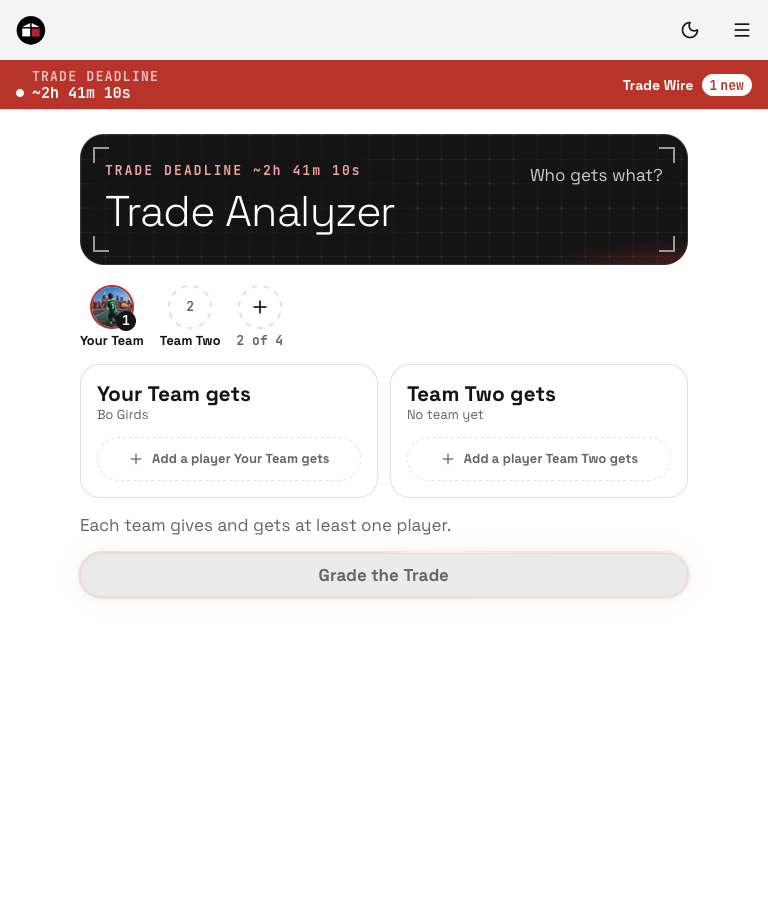 TRADE DEADLINE
~2h 41m 10s
Trade Wire
1 new
TRADE DEADLINE ~2h 41m 10s
Who gets what?
Trade Analyzer
1
2
Your Team
Team Two
2 of 4
Your Team gets
Bo Girds
Add a player Your Team gets
Team Two gets
No team yet
Add a player Team Two gets
Each team gives and gets at least one player.
Grade the Trade